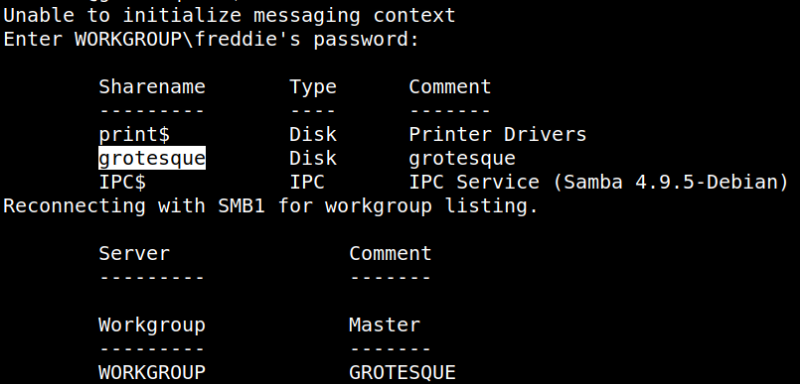 Unable to initialize messaging context
Enter WORKGROUP\freddie's password:
Sharename Type Comment
--------- ---- -------
print$ Disk Printer Drivers
grotesque Disk grotesque
IPC$ IPC IPC Service (Samba 4.9.5-Debian)
Reconnecting with SMB1 for workgroup listing.
Server Comment
--------- -------
Workgroup Master
--------- -------
WORKGROUP GROTESQUE